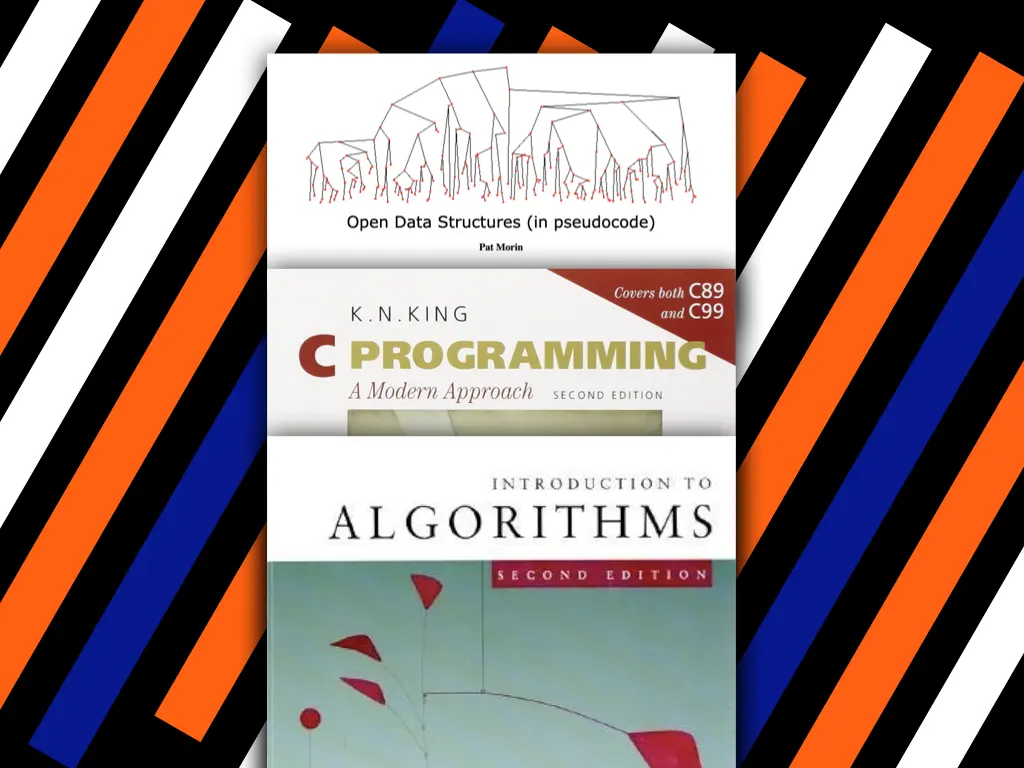 Open Data Structures (in pseudocode)
Pat Morin
Covers both C89
and C99
K.N.KING
C PROGRAMMING
A Modern Approach SECOND EDITION
INTRODUCTION TO
ALGORITHMS
SECOND EDITION